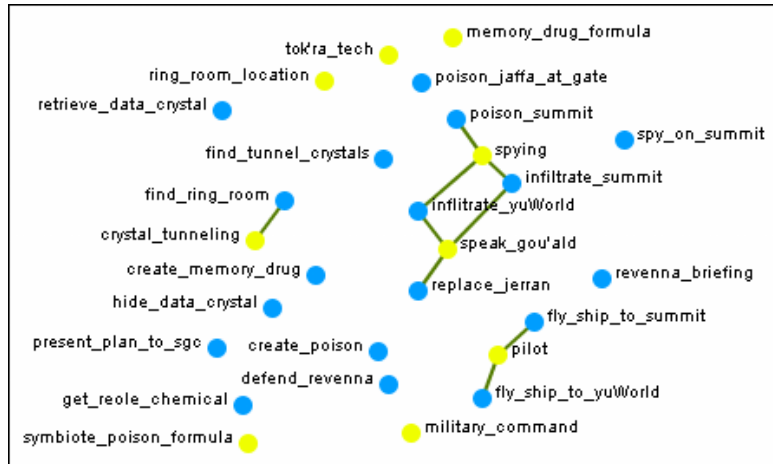 memory_drug_formula
tok'ra_tech
ring_room_location
poison_jaffa_at_gate
retrieve_data_crystal
poison_summit
spy_on_summit
spying
find_tunnel_crystals
infiltrate_summit
find_ring_room
inflitrate_yuWorld
crystal_tunneling
speak_gou'ald
create_memory_drug
revenna_briefing
replace_jerran
hide_data_crystal
fly_ship_to_summit
present_plan_to_sgc
create_poison
pilot
defend_revenna
get_reole_chemical
fly_ship_to_yuWorld
military_command
symbiote_poison_formula